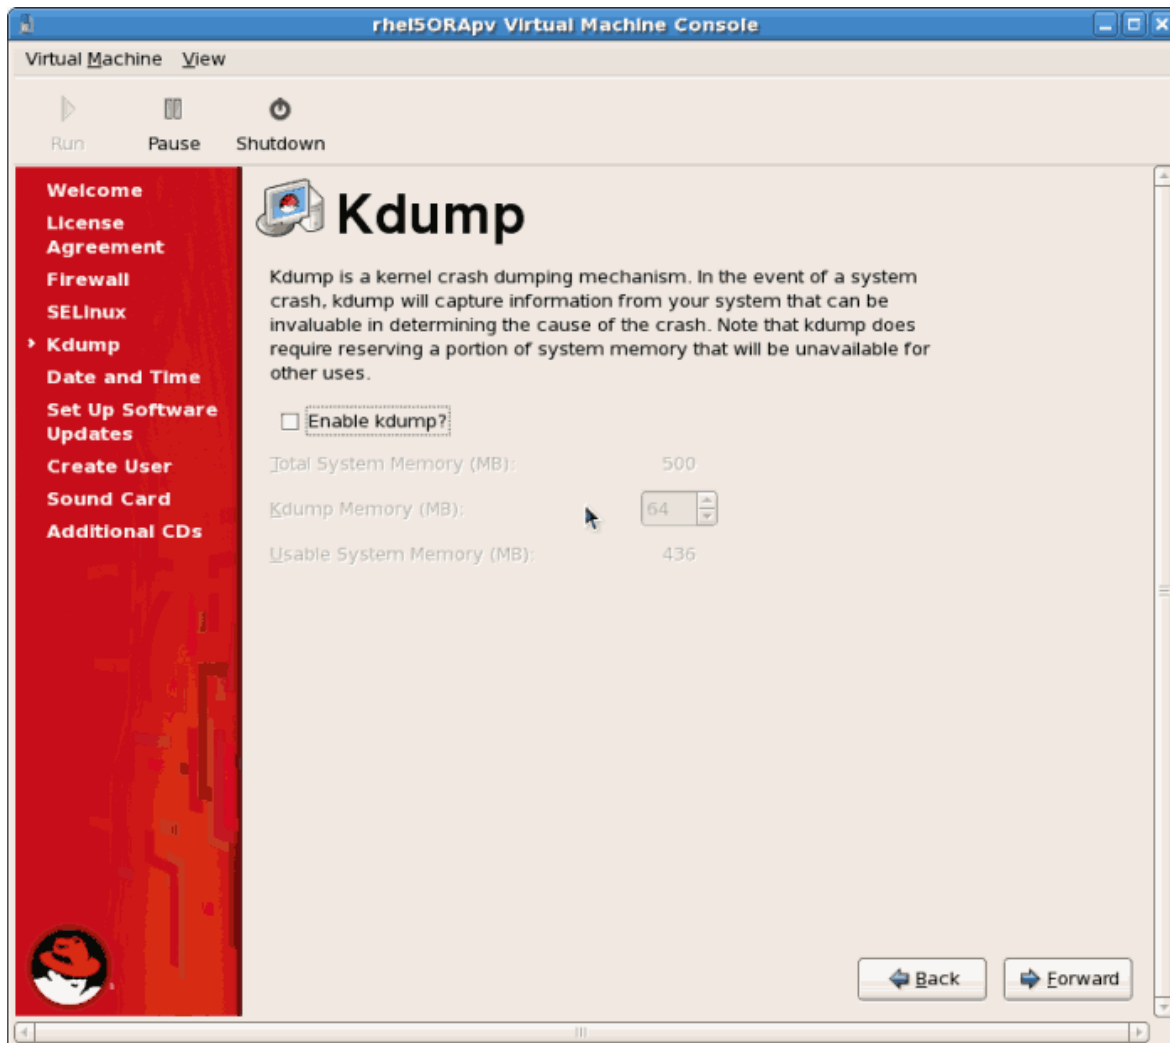 rhel5ORApv Virtual Machine Console
Virtual Machine View
Run Pause Shutdown
Welcome
License
Agreement
Firewall
SELinux
Kdump
Date and Time
Set Up Software
Updates
Create User
Sound Card
Additional CDs
Kdump
Kdump is a kernel crash dumping mechanism. In the event of a system
crash, kdump will capture information from your system that can be
invaluable in determining the cause of the crash. Note that kdump does
require reserving a portion of system memory that will be unavailable for
other uses.
Enable kdump?
Total System Memory (MB): 500
Kdump Memory (MB): 64
Usable System Memory (MB): 436
Back Forward